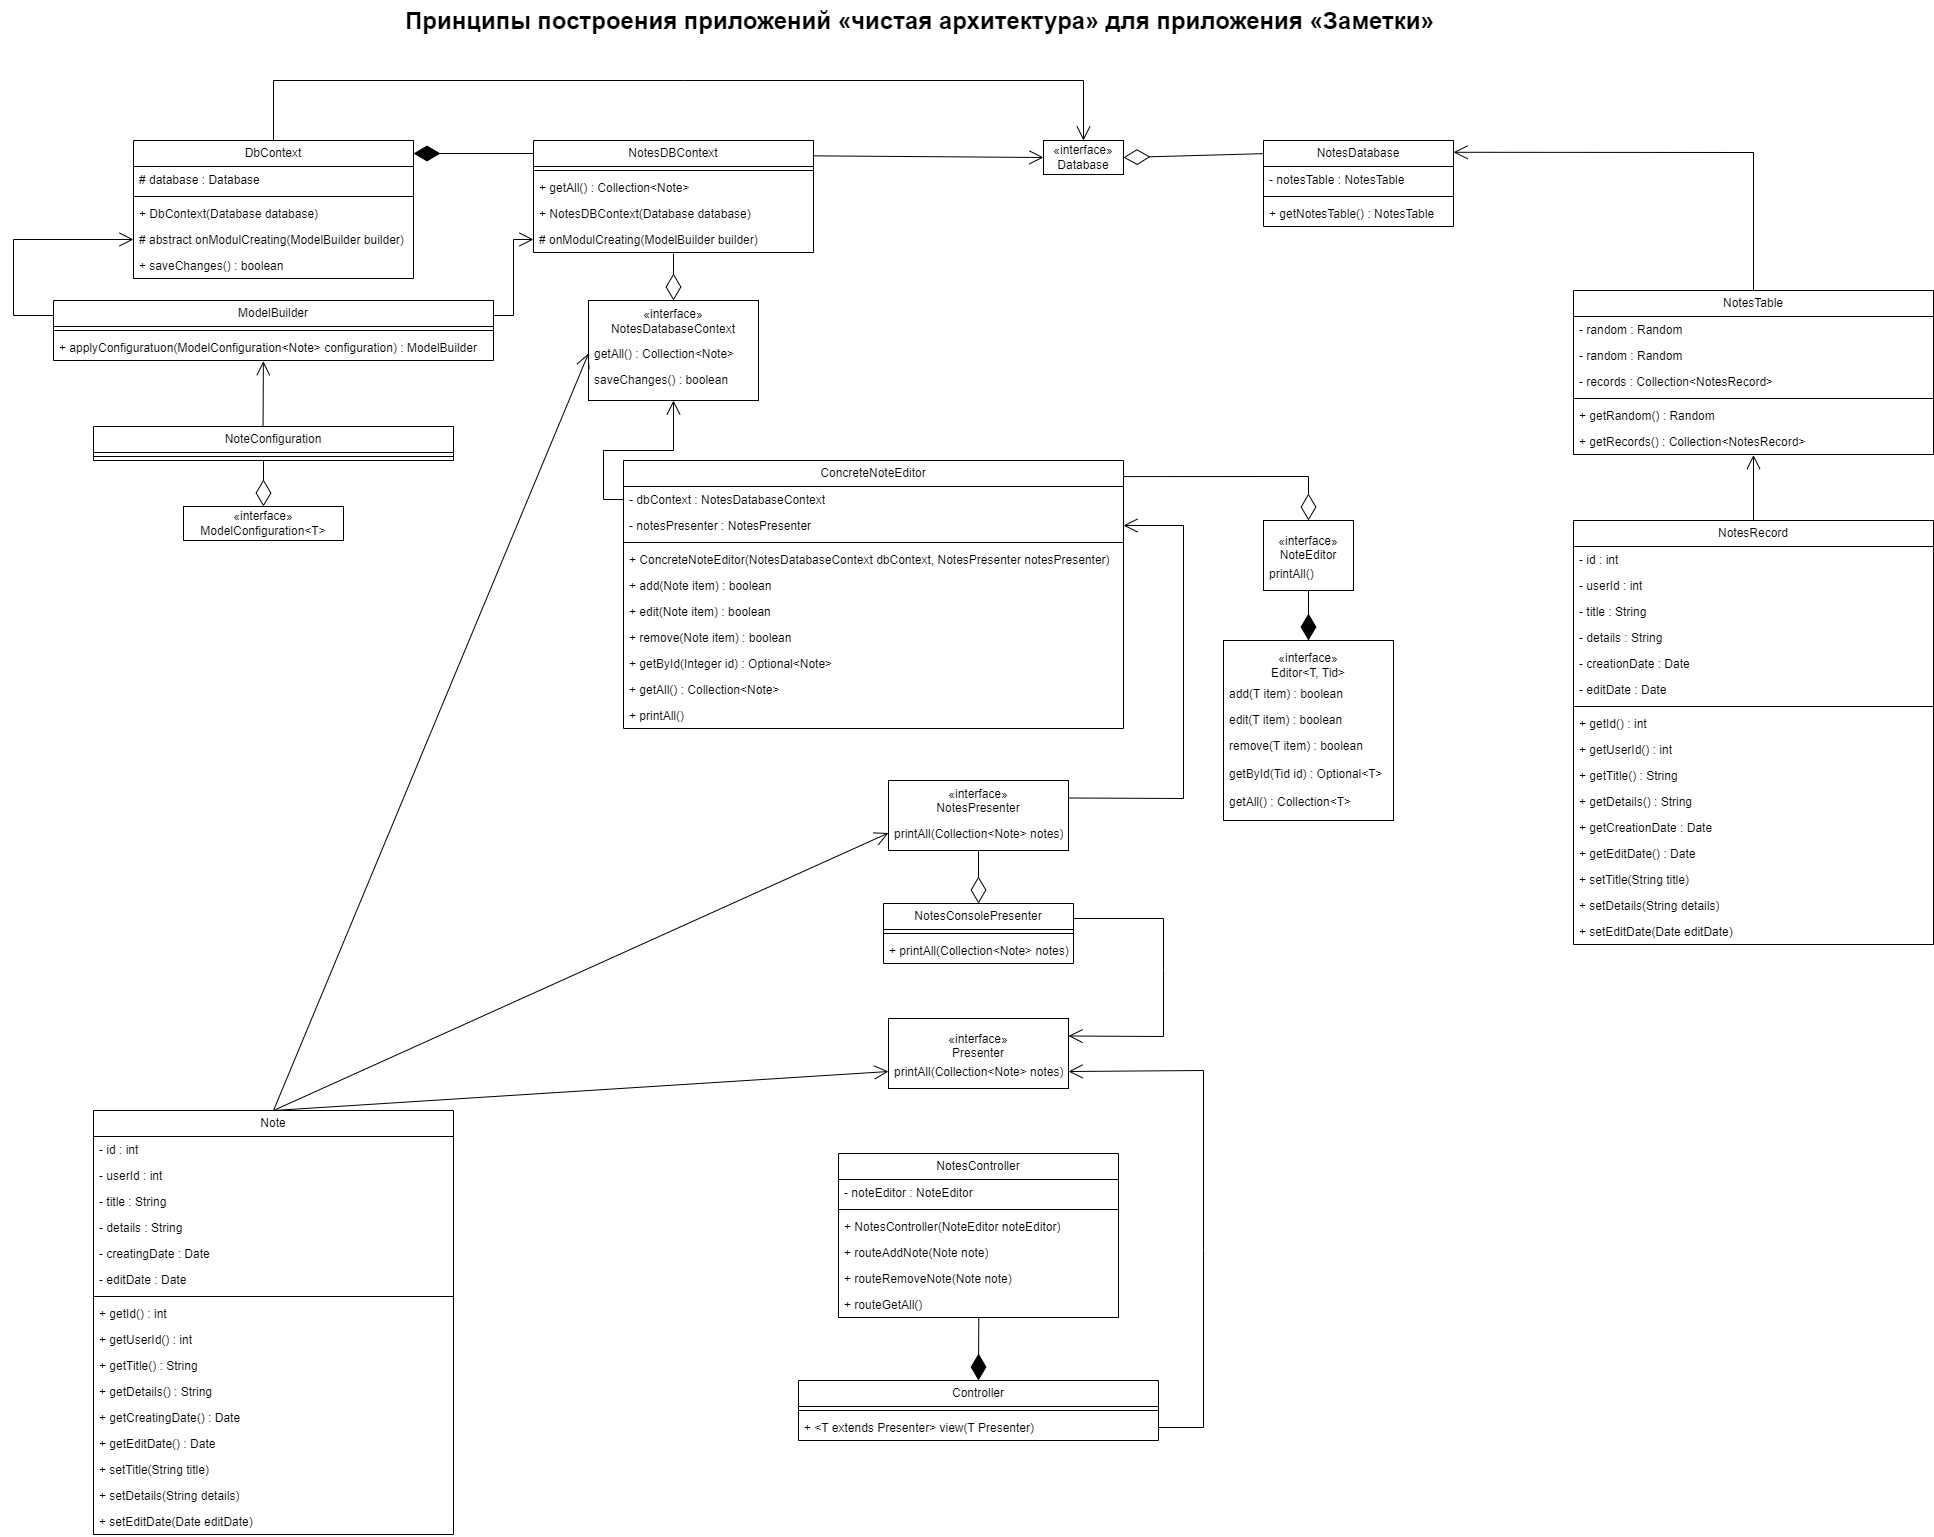 Принципы построения приложений «чистая архитектура» для приложения «Заметки»
DbContext
# database : Database
+ DbContext(Database database)
# abstract onModulCreating(ModelBuilder builder)
+ saveChanges() : boolean
NotesDBContext
+ getAll() : Collection<Note>
+ NotesDBContext(Database database)
# onModulCreating(ModelBuilder builder)
«interface»
Database
NotesDatabase
- notesTable : NotesTable
+ getNotesTable() : NotesTable
ModelBuilder
+ applyConfiguratuon(ModelConfiguration<Note> configuration) : ModelBuilder
«interface»
NotesDatabaseContext
getAll() : Collection<Note>
saveChanges() : boolean
NotesTable
- random : Random
- random : Random
- records : Collection<NotesRecord>
+ getRandom() : Random
+ getRecords() : Collection<NotesRecord>
NoteConfiguration
«interface»
ModelConfiguration<T>
ConcreteNoteEditor
- dbContext : NotesDatabaseContext
- notesPresenter : NotesPresenter
+ ConcreteNoteEditor(NotesDatabaseContext dbContext, NotesPresenter notesPresenter)
+ add(Note item) : boolean
+ edit(Note item) : boolean
+ remove(Note item) : boolean
+ getById(Integer id) : Optional<Note>
+ getAll() : Collection<Note>
+ printAll()
«interface»
NoteEditor
printAll()
«interface»
Editor<T, Tid>
add(T item) : boolean
edit(T item) : boolean
remove(T item) : boolean
getById(Tid id) : Optional<T>
getAll() : Collection<T>
NotesRecord
- id : int
- userId : int
- title : String
- details : String
- creationDate : Date
- editDate : Date
+ getId() : int
+ getUserId() : int
+ getTitle() : String
+ getDetails() : String
+ getCreationDate : Date
+ getEditDate() : Date
+ setTitle(String title)
+ setDetails(String details)
+ setEditDate(Date editDate)
«interface»
NotesPresenter
printAll(Collection<Note> notes)
NotesConsolePresenter
+ printAll(Collection<Note> notes)
«interface»
Presenter
printAll(Collection<Note> notes)
Note
- id : int
- userId : int
- title : String
- details : String
- creatingDate : Date
- editDate : Date
+ getId() : int
+ getUserId() : int
+ getTitle() : String
+ getDetails() : String
+ getCreatingDate() : Date
+ getEditDate() : Date
+ setTitle(String title)
+ setDetails(String details)
+ setEditDate(Date editDate)
NotesController
- noteEditor : NoteEditor
+ NotesController(NoteEditor noteEditor)
+ routeAddNote(Note note)
+ routeRemoveNote(Note note)
+ routeGetAll()
Controller
+ <T extends Presenter> view(T Presenter)